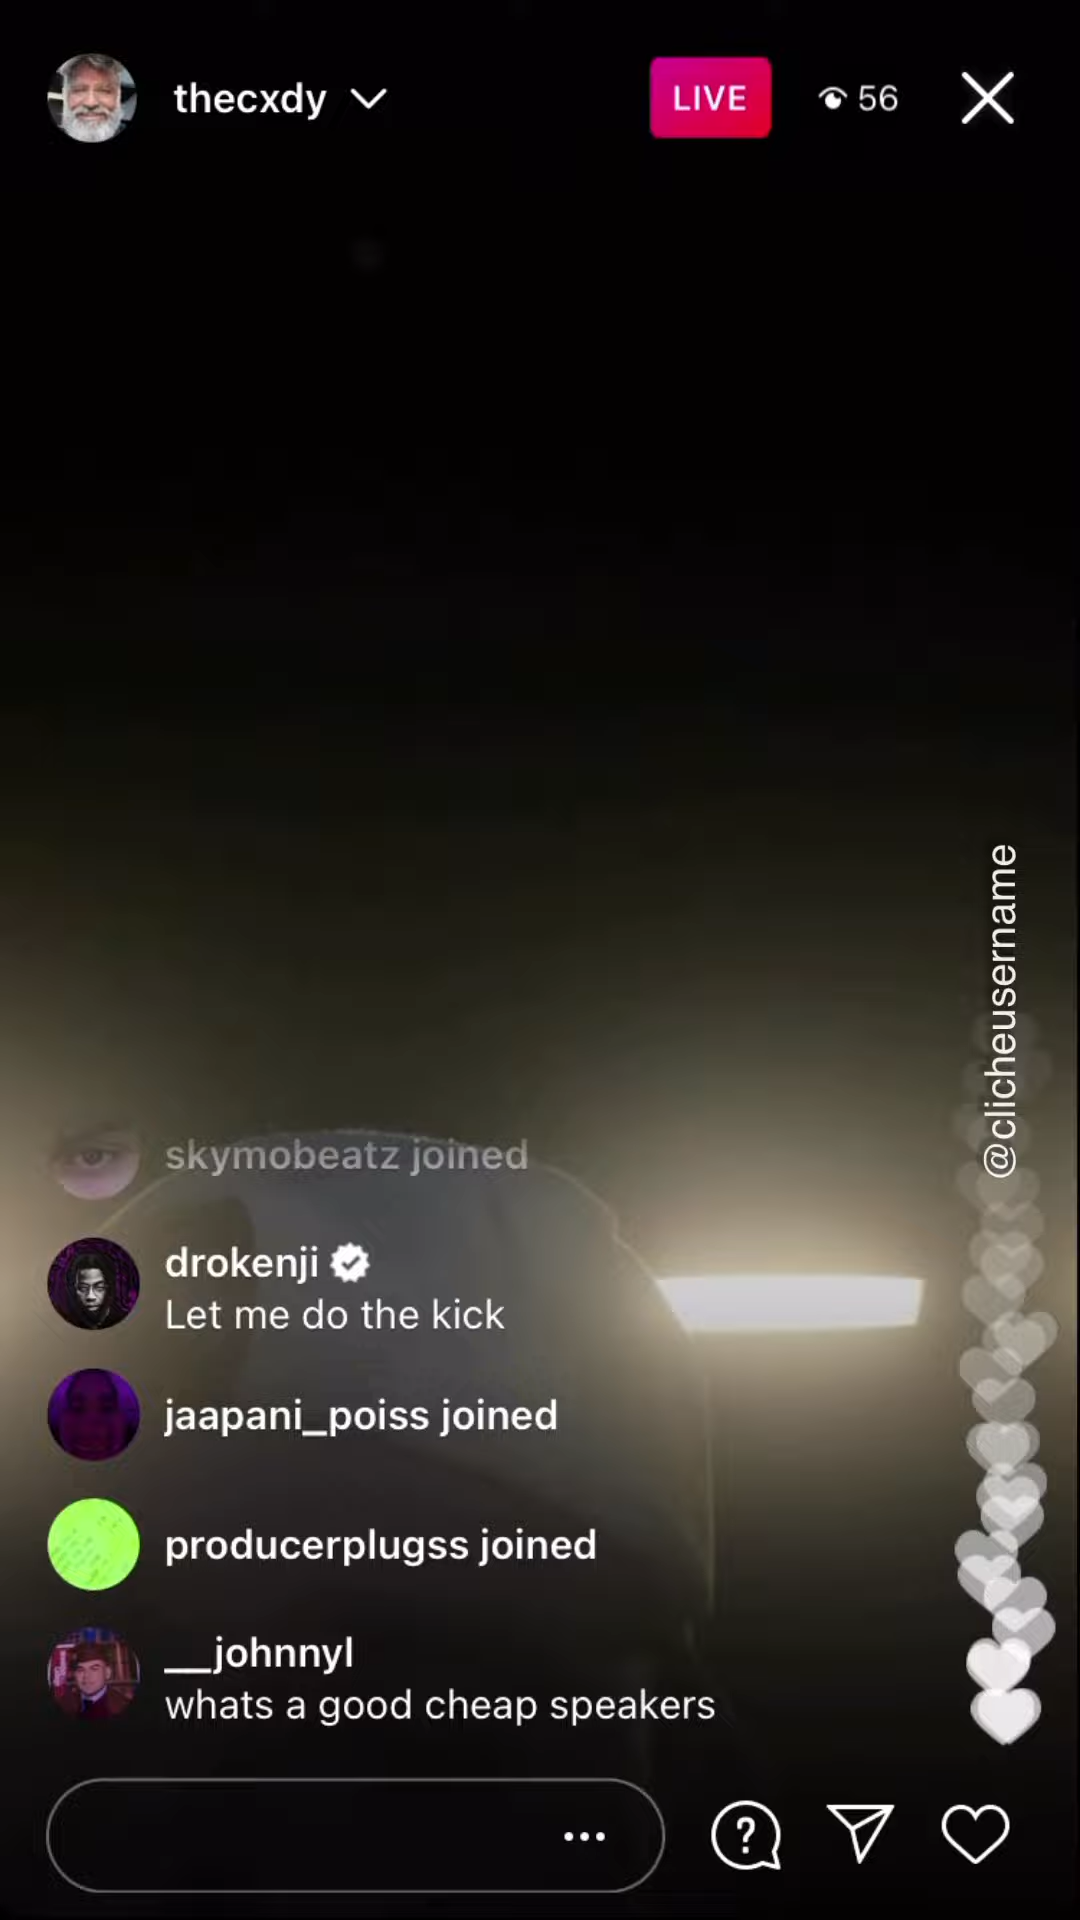 thecxdy
LIVE
56
@clicheusername
skymobeatz joined
drokenji
Let me do the kick
jaapani_poiss joined
producerplugss joined
__johnnyl
whats a good cheap speakers